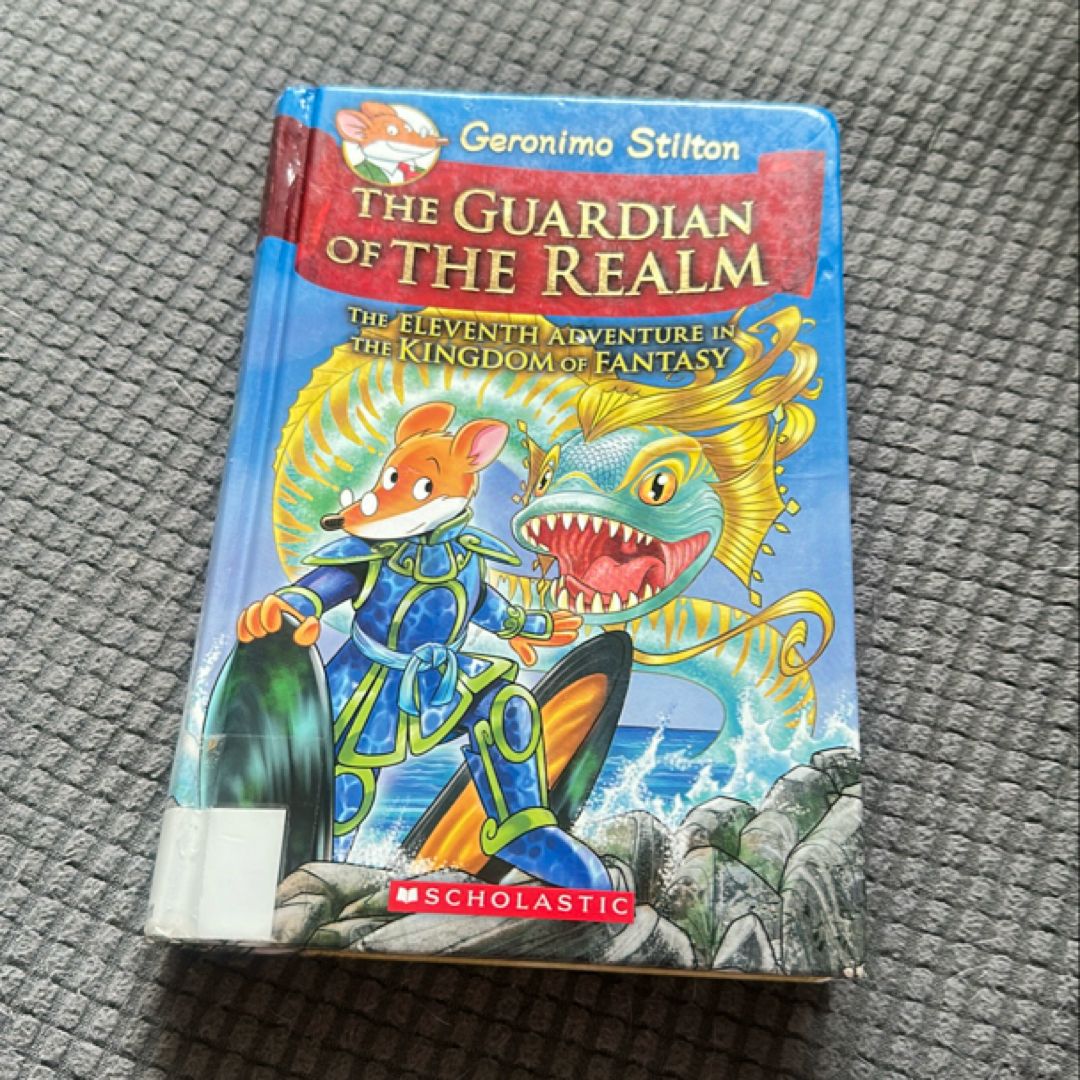 Geronimo Stilton
THE GUARDIAN
OF THE REALM
THE ELEVENTH ADVENTURE IN
THE KINGDOM OF FANTASY
SCHOLASTIC